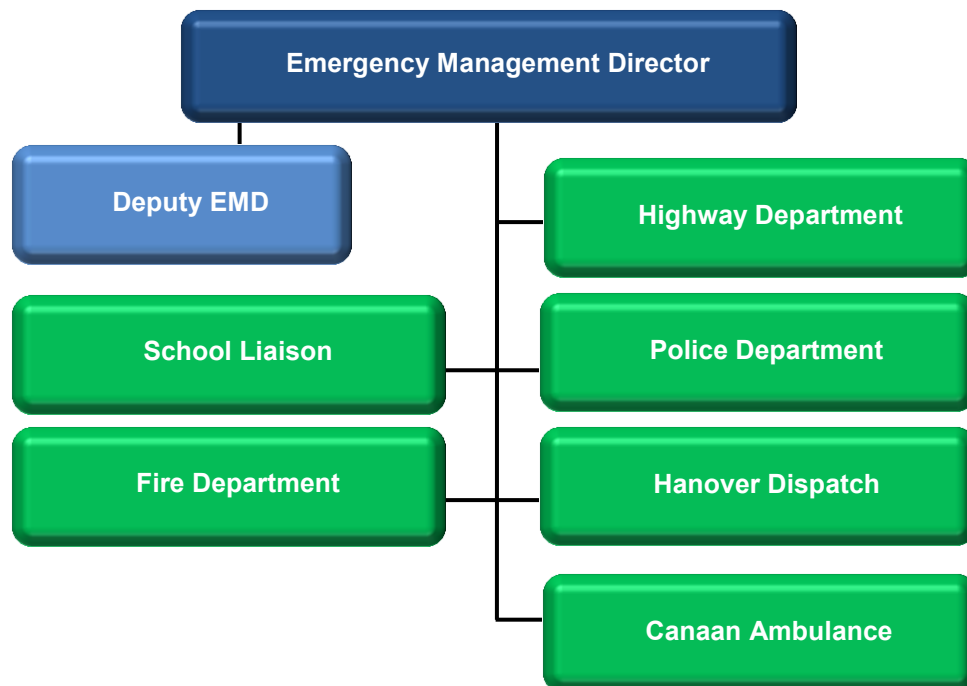 Emergency Management Director
Deputy EMD
Highway Department
School Liaison
Police Department
Fire Department
Hanover Dispatch
Canaan Ambulance